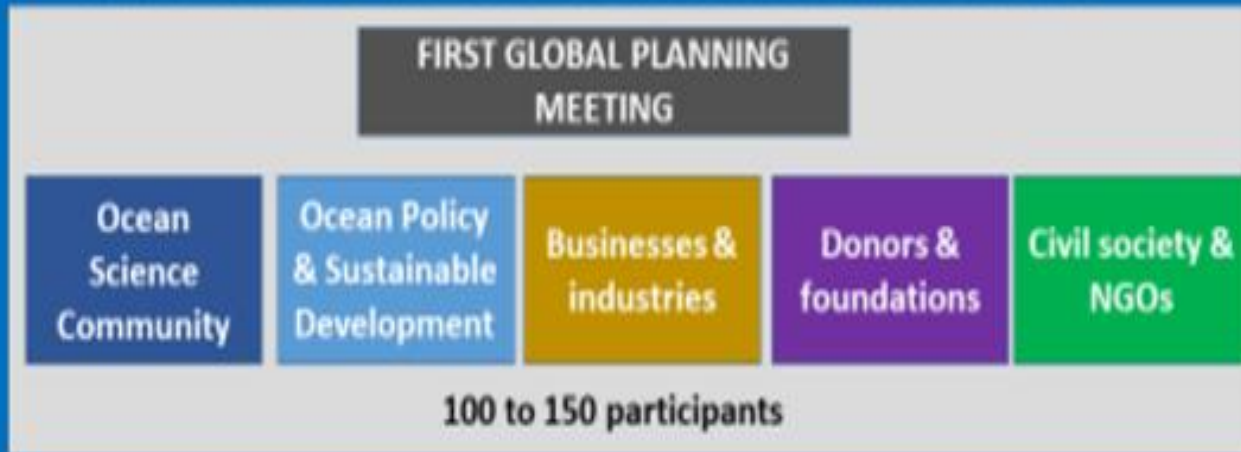 FIRST GLOBAL PLANNING
MEETING
Ocean
Science
Community
Ocean Policy
& Sustainable
Development
Businesses &
industries
Donors &
foundations
Civil society &
NGOs
100 to 150 participants